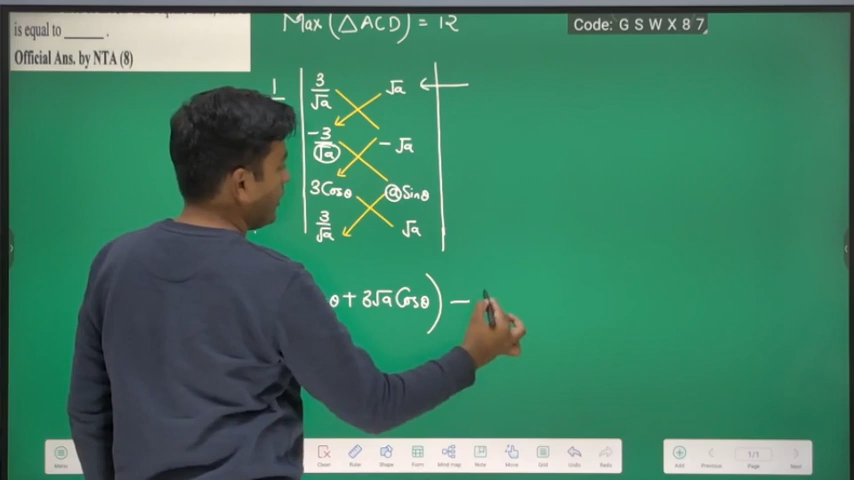 is equal to ______ .
Official Ans. by NTA (8)
Max (△ACD) = 12
Code: G S W X 8 7
1
3/√a √a
-3/√a -√a
3Cosθ aSinθ
3/√a √a
θ + 3√a Cosθ) —
Menu
Clear Ruler Shape Form Mind map Note Move Grid Undo Redo
Add Previous 1/1 Page Next